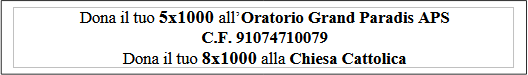 Dona il tuo 5x1000 all'Oratorio Grand Paradis APS
C.F. 91074710079
Dona il tuo 8x1000 alla Chiesa Cattolica